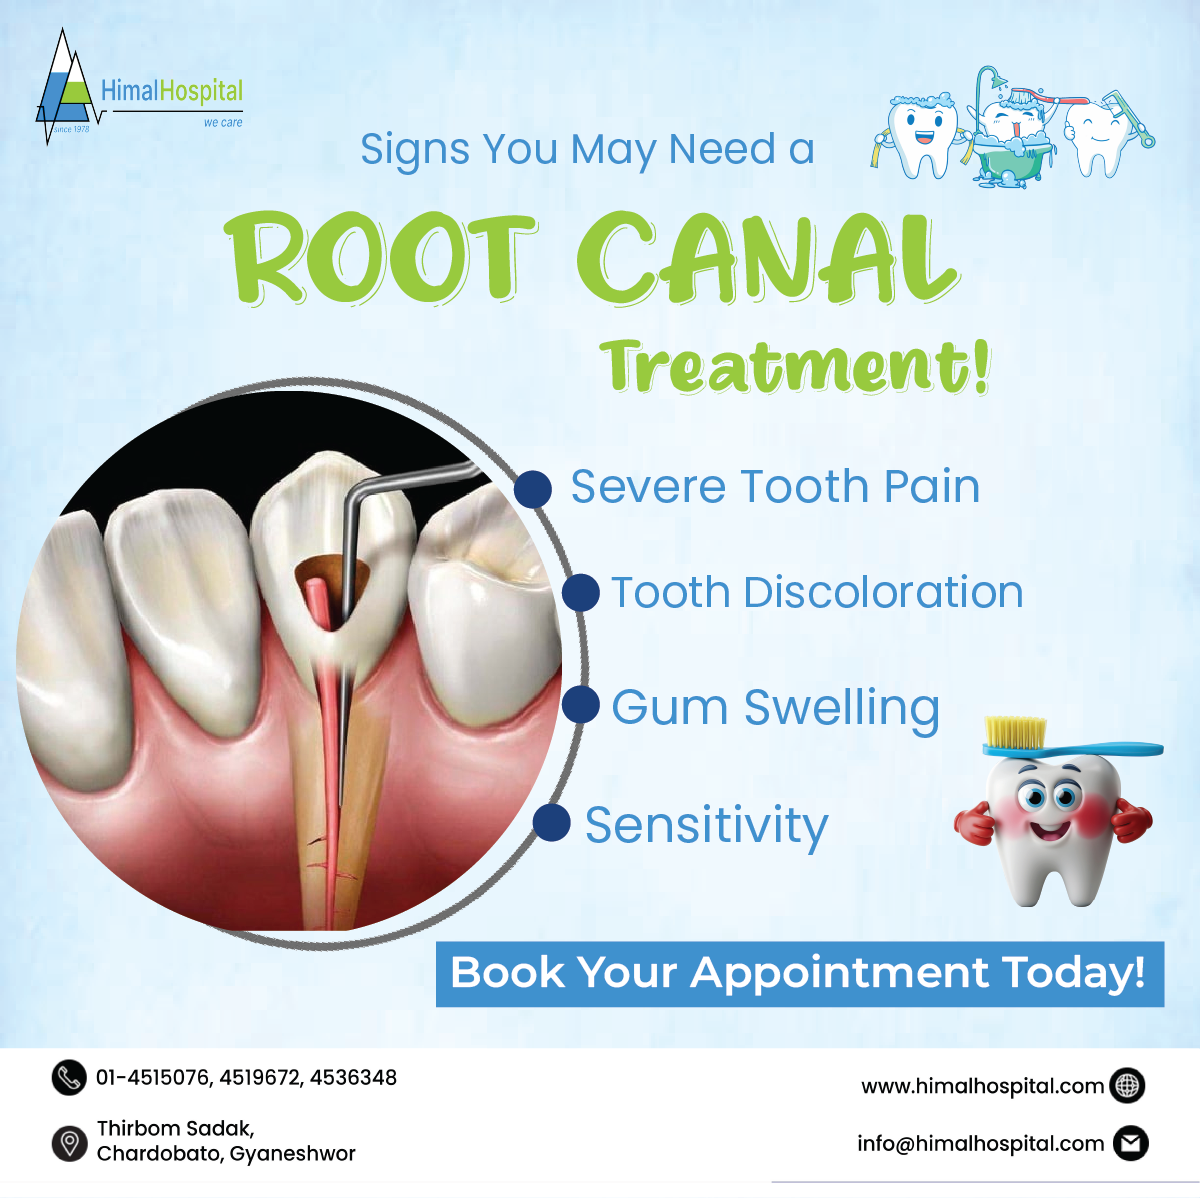 HimalHospital
we care
since 1978
Signs You May Need a
ROOT CANAL
Treatment!
Severe Tooth Pain
Tooth Discoloration
Gum Swelling
Sensitivity
Book Your Appointment Today!
01-4515076, 4519672, 4536348
Thirbom Sadak,
Chardobato, Gyaneshwor
www.himalhospital.com
info@himalhospital.com